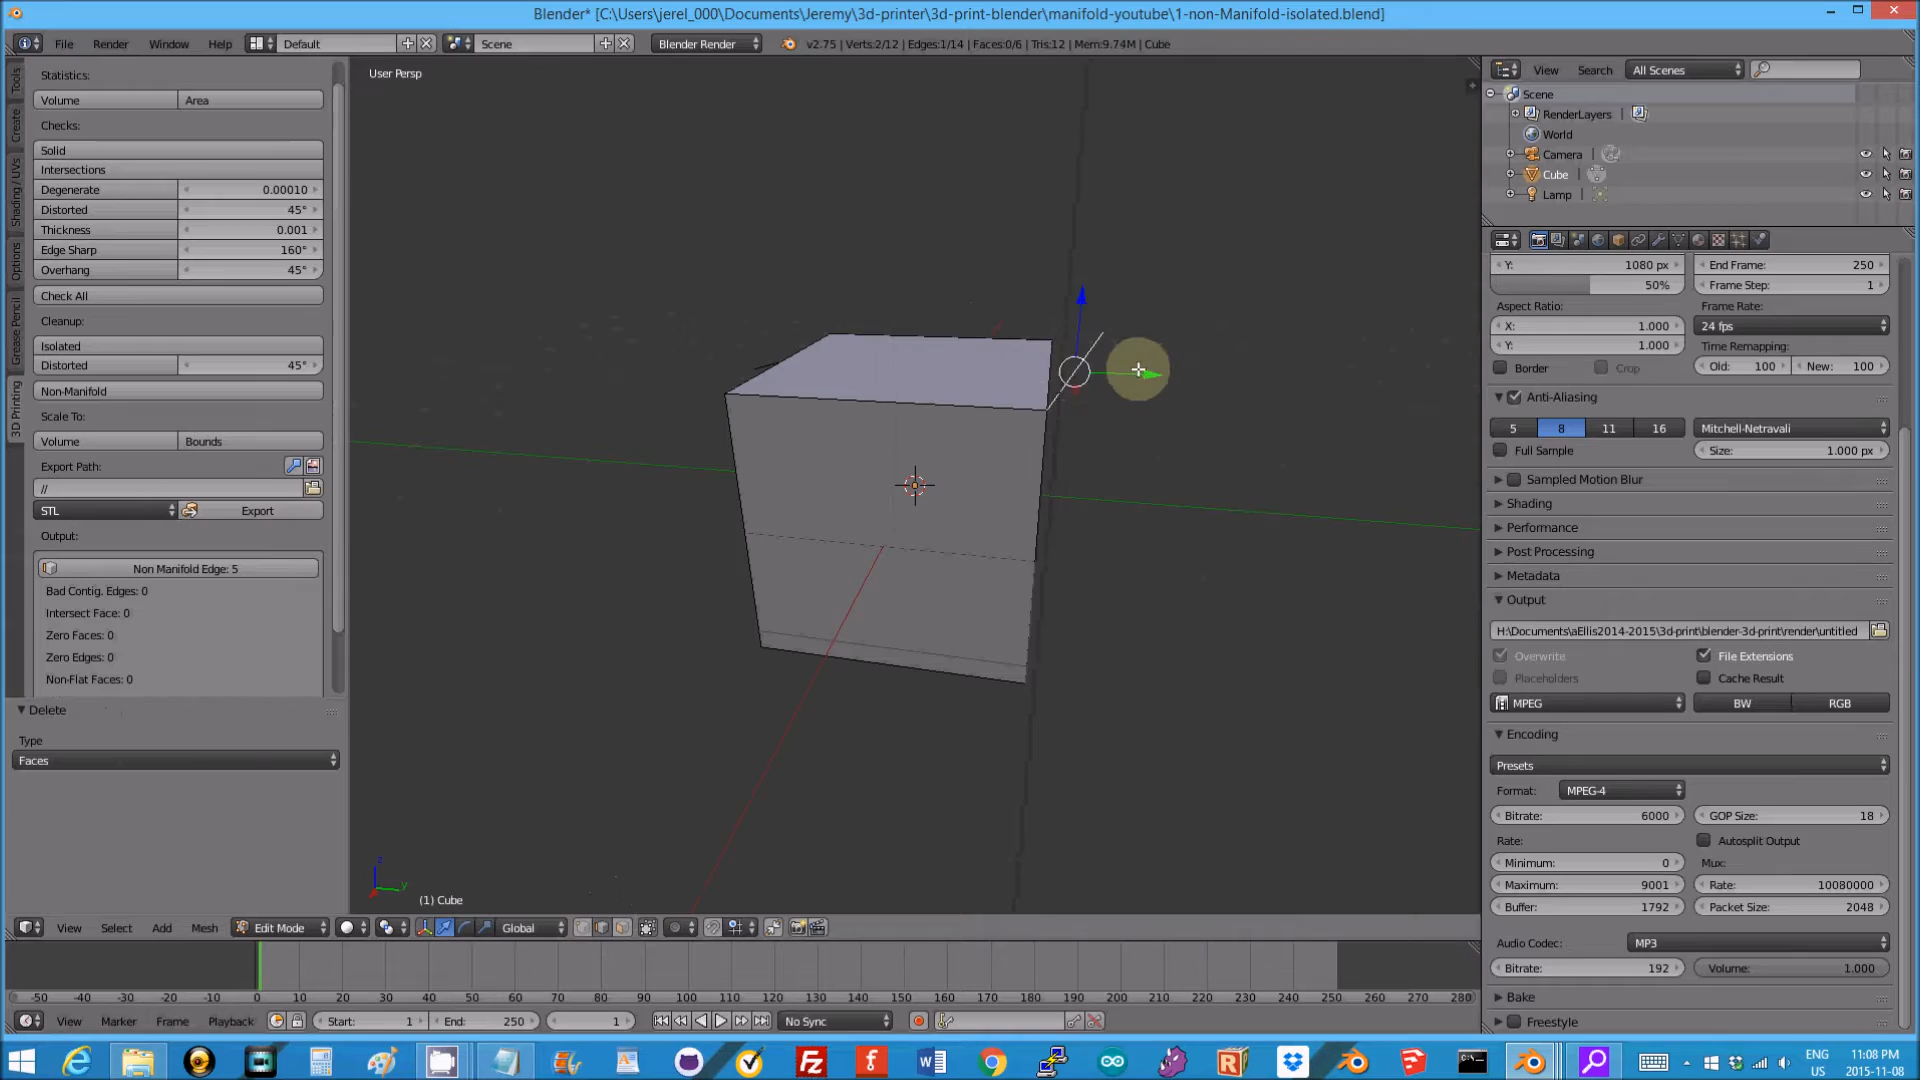 Blender* [C:\Users\jerel_000\Documents\Jeremy\3d-printer\3d-print-blender\manifold-youtube\1-non-Manifold-isolated.blend]
File Render Window Help Default Scene Blender Render v2.75 | Verts:2/12 | Edges:1/14 | Faces:0/6 | Tris:12 | Mem:9.74M | Cube
Tools
Create
Shading / UVs
Options
Grease Pencil
3D Printing
Statistics:
Volume Area
Checks:
Solid
Intersections
Degenerate 0.00010
Distorted 45°
Thickness 0.001
Edge Sharp 160°
Overhang 45°
Check All
Cleanup:
Isolated
Distorted 45°
Non-Manifold
Scale To:
Volume Bounds
Export Path:
//
STL Export
Output:
Non Manifold Edge: 5
Bad Contig. Edges: 0
Intersect Face: 0
Zero Faces: 0
Zero Edges: 0
Non-Flat Faces: 0
Delete
Type
Faces
User Persp
z
y
(1) Cube
View Select Add Mesh Edit Mode Global
-50 -40 -30 -20 -10 0 10 20 30 40 50 60 70 80 90 100 110 120 130 140 150 160 170 180 190 200 210 220 230 240 250 260 270 280
View Marker Frame Playback Start: 1 End: 250 1 No Sync
View Search All Scenes
Scene
RenderLayers
World
Camera
Cube
Lamp
Y: 1080 px End Frame: 250
50% Frame Step: 1
Aspect Ratio: Frame Rate:
X: 1.000 24 fps
Y: 1.000 Time Remapping:
Border Crop Old: 100 New: 100
Anti-Aliasing
5 8 11 16 Mitchell-Netravali
Full Sample Size: 1.000 px
Sampled Motion Blur
Shading
Performance
Post Processing
Metadata
Output
H:\Documents\aEllis2014-2015\3d-print\blender-3d-print\render\untitled
Overwrite File Extensions
Placeholders Cache Result
MPEG BW RGB
Encoding
Presets
Format: MPEG-4
Bitrate: 6000 GOP Size: 18
Rate: Autosplit Output
Minimum: 0 Mux:
Maximum: 9001 Rate: 10080000
Buffer: 1792 Packet Size: 2048
Audio Codec: MP3
Bitrate: 192 Volume: 1.000
Bake
Freestyle
ENG 11:08 PM
US 2015-11-08